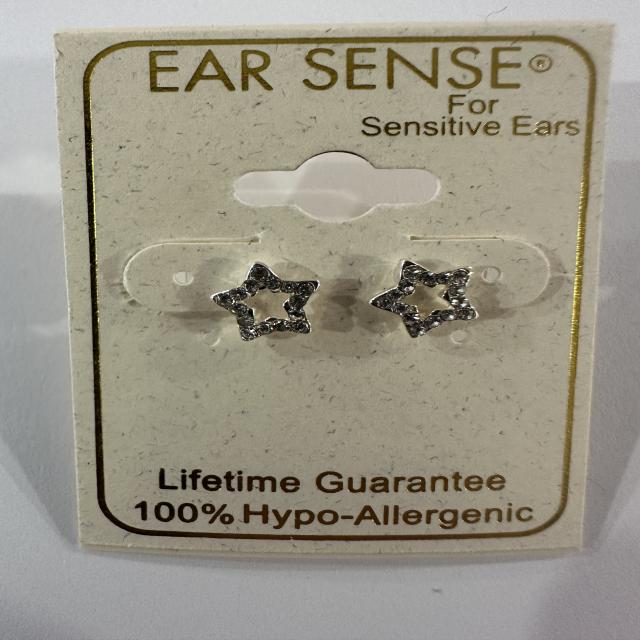 EAR SENSE®
For
Sensitive Ears
Lifetime Guarantee
100% Hypo-Allergenic